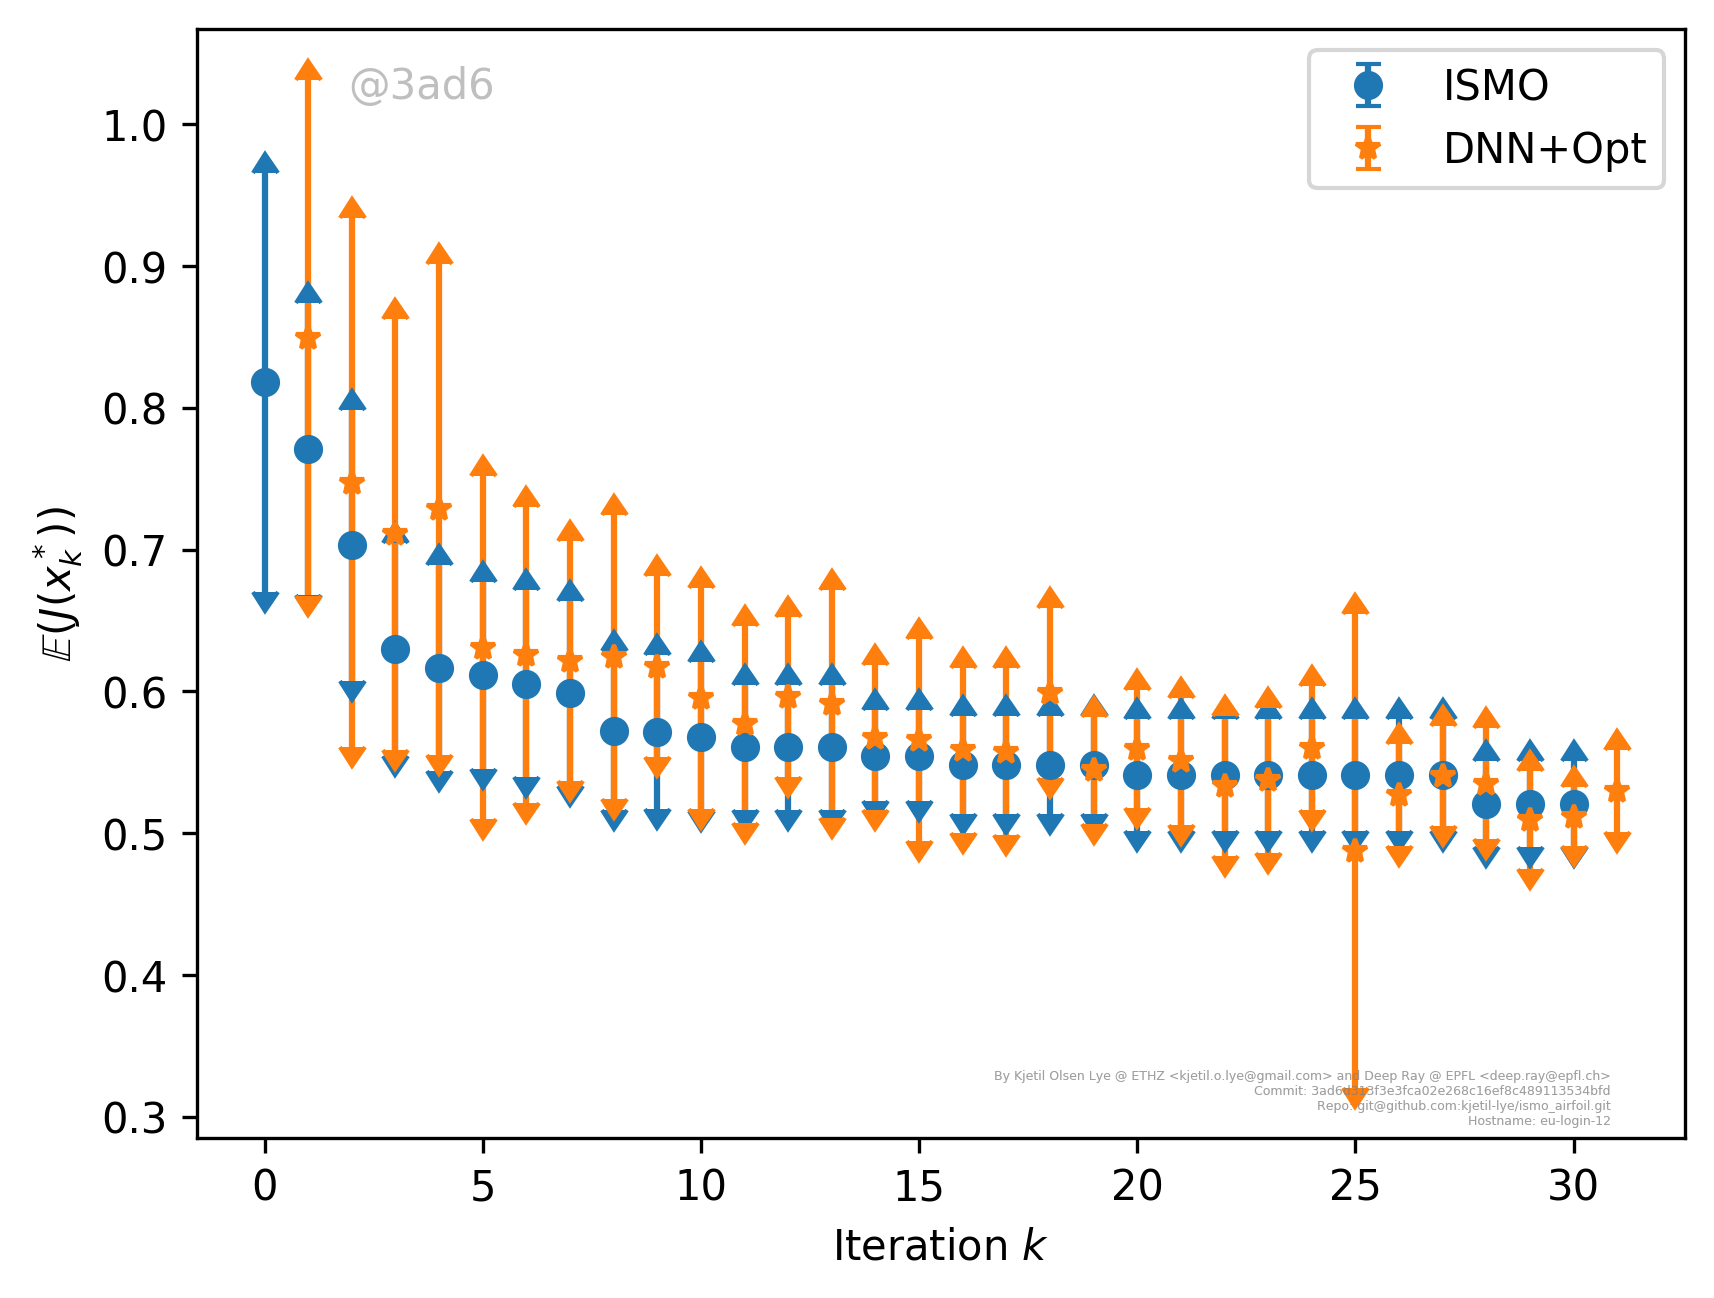 @3ad6
ISMO
DNN+Opt
1.0
0.9
0.8
0.7
0.6
0.5
0.4
0.3
𝔼(J(x*k))
By Kjetil Olsen Lye @ ETHZ <kjetil.o.lye@gmail.com> and Deep Ray @ EPFL <deep.ray@epfl.ch>
Commit:
Repo: git@github.com:kjetil-lye/ismo_airfoil.git
Hostname: eu-login-12
0 5 10 15 20 25 30
Iteration k